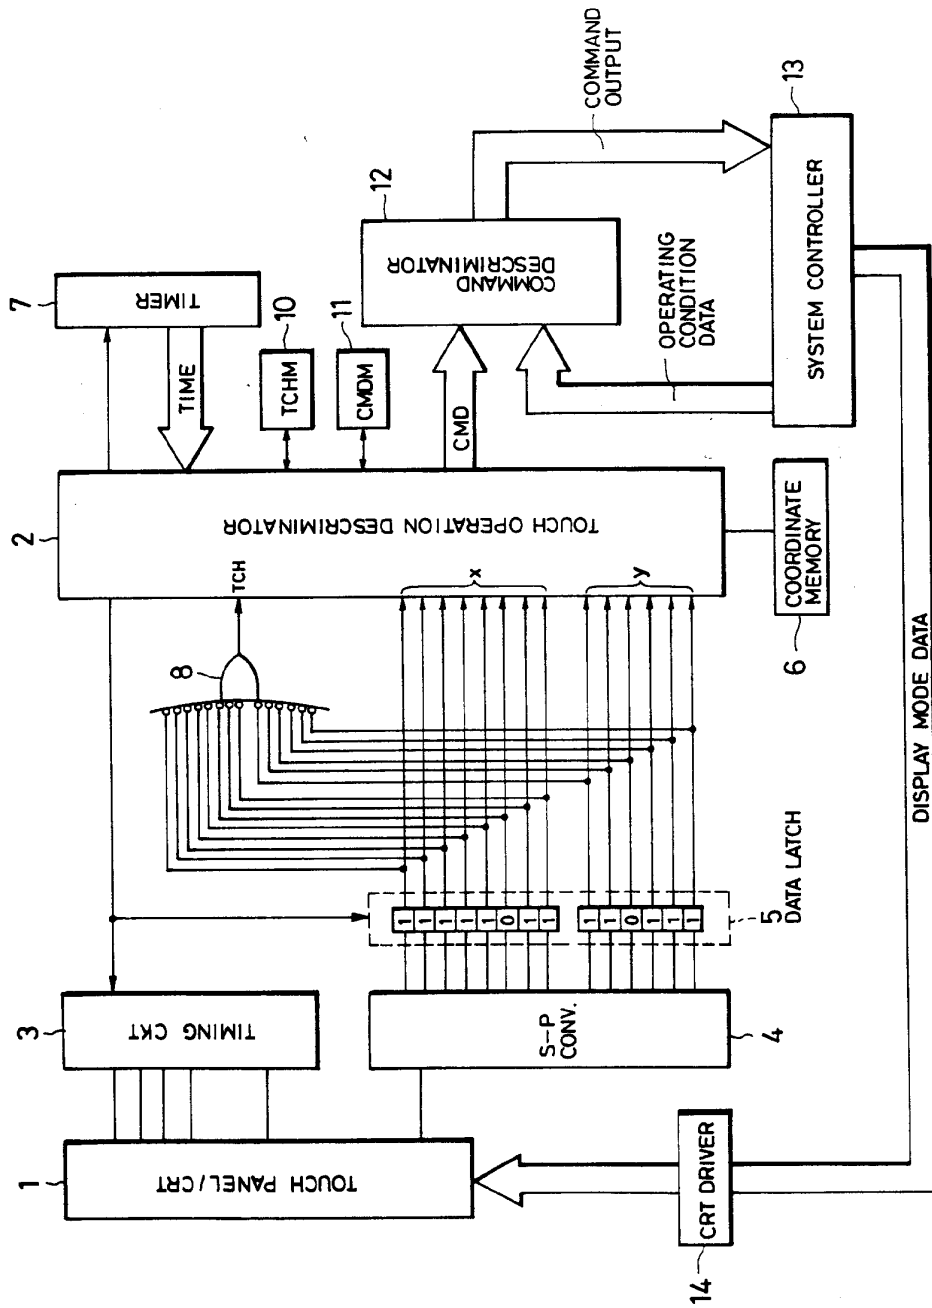 1
TOUCH PANEL/CRT
3
TIMING CKT
4
S-P
CONV.
5
DATA LATCH
1 1 1 1 1 0 1 1
1 1 0 1 1 1
8
TCH
x
y
2
TOUCH OPERATION DESCRIMINATOR
6
COORDINATE
MEMORY
7
TIMER
TIME
10
TCHM
11
CMDM
CMD
12
COMMAND
DESCRIMINATOR
COMMAND
OUTPUT
OPERATING
CONDITION
DATA
13
SYSTEM CONTROLLER
DISPLAY MODE DATA
14
CRT DRIVER